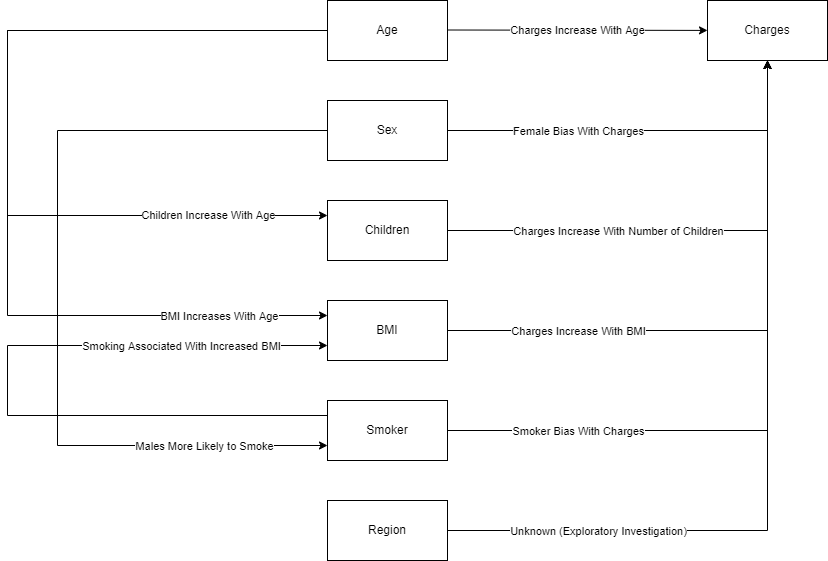 Age
Charges Increase With Age
Charges
Sex
Female Bias With Charges
Children Increase With Age
Children
Charges Increase With Number of Children
BMI Increases With Age
BMI
Charges Increase With BMI
Smoking Associated With Increased BMI
Smoker
Smoker Bias With Charges
Males More Likely to Smoke
Region
Unknown (Exploratory Investigation)